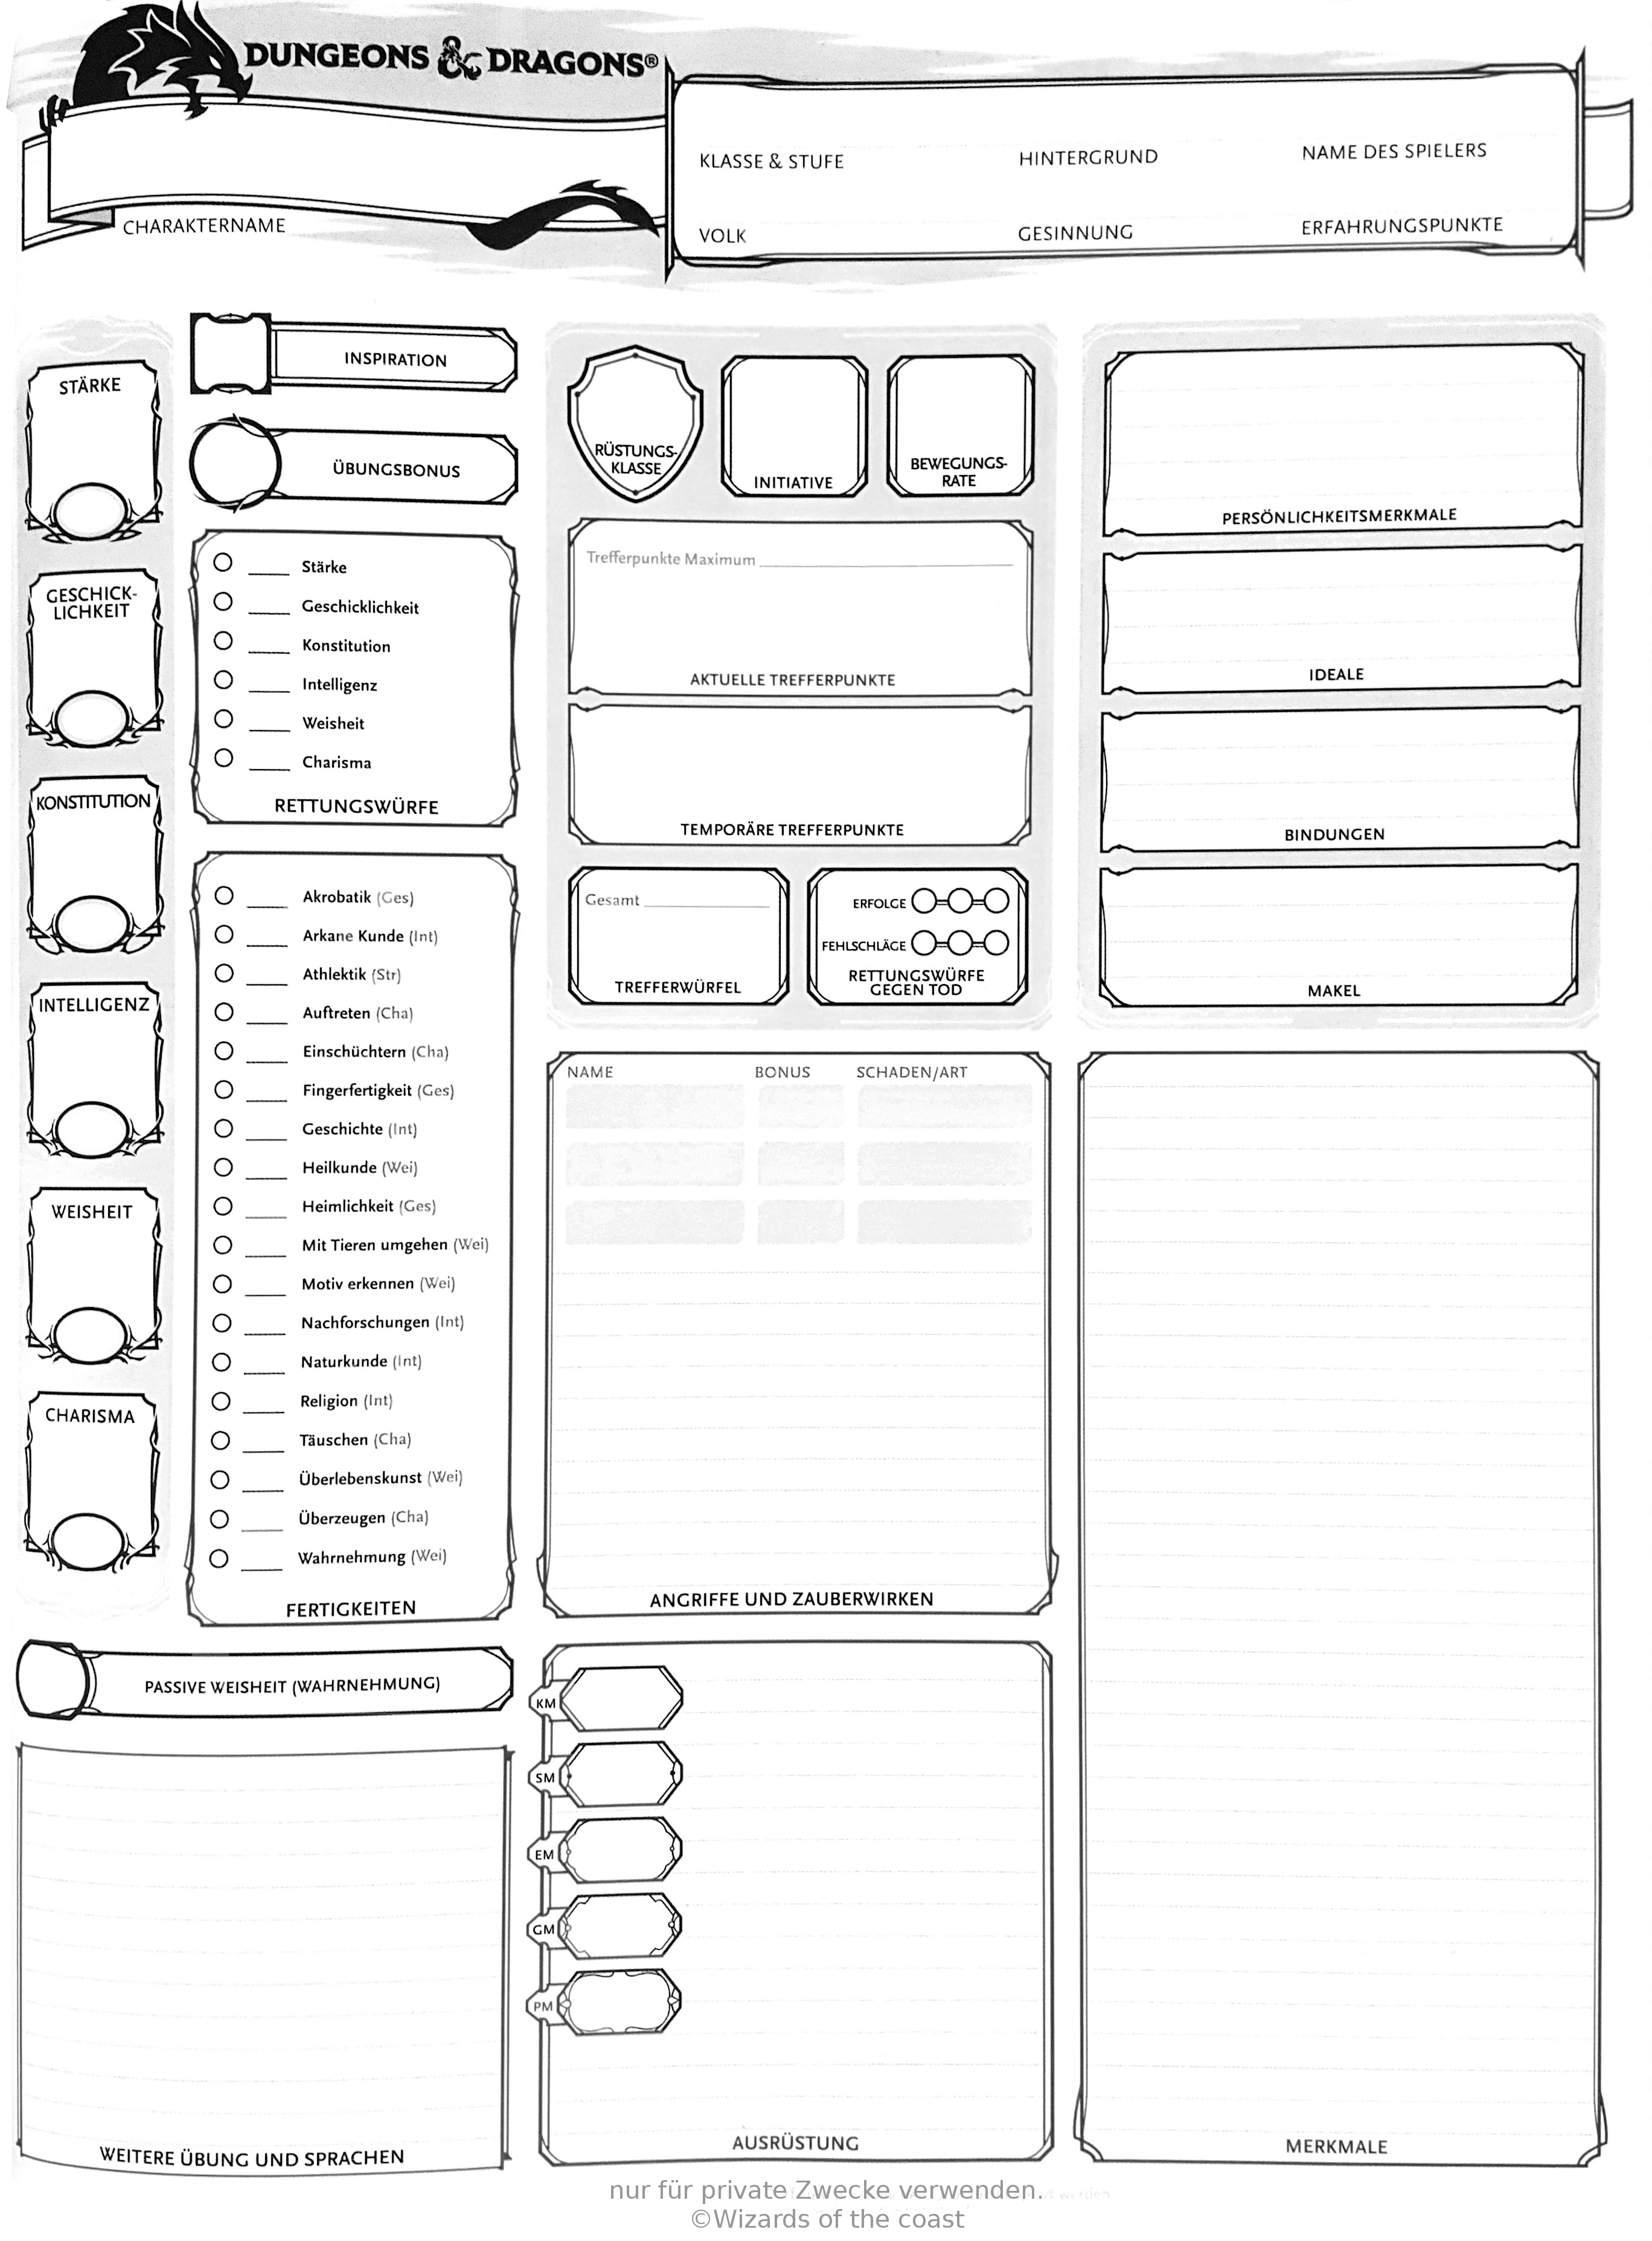 DUNGEONS & DRAGONS®
CHARAKTERNAME
KLASSE & STUFE
HINTERGRUND
NAME DES SPIELERS
VOLK
GESINNUNG
ERFAHRUNGSPUNKTE
STÄRKE
GESCHICK-
LICHKEIT
KONSTITUTION
INTELLIGENZ
WEISHEIT
CHARISMA
INSPIRATION
ÜBUNGSBONUS
Stärke
Geschicklichkeit
Konstitution
Intelligenz
Weisheit
Charisma
RETTUNGSWÜRFE
Akrobatik (Ges)
Arkane Kunde (Int)
Athlektik (Str)
Auftreten (Cha)
Einschüchtern (Cha)
Fingerfertigkeit (Ges)
Geschichte (Int)
Heilkunde (Wei)
Heimlichkeit (Ges)
Mit Tieren umgehen (Wei)
Motiv erkennen (Wei)
Nachforschungen (Int)
Naturkunde (Int)
Religion (Int)
Täuschen (Cha)
Überlebenskunst (Wei)
Überzeugen (Cha)
Wahrnehmung (Wei)
FERTIGKEITEN
PASSIVE WEISHEIT (WAHRNEHMUNG)
WEITERE ÜBUNG UND SPRACHEN
RÜSTUNGS-
KLASSE
INITIATIVE
BEWEGUNGS-
RATE
Trefferpunkte Maximum
AKTUELLE TREFFERPUNKTE
TEMPORÄRE TREFFERPUNKTE
Gesamt
TREFFERWÜRFEL
ERFOLGE
FEHLSCHLÄGE
RETTUNGSWÜRFE
GEGEN TOD
NAME BONUS SCHADEN/ART
ANGRIFFE UND ZAUBERWIRKEN
KM
SM
EM
GM
PM
AUSRÜSTUNG
PERSÖNLICHKEITSMERKMALE
IDEALE
BINDUNGEN
MAKEL
MERKMALE
nur für private Zwecke verwenden.
©Wizards of the coast